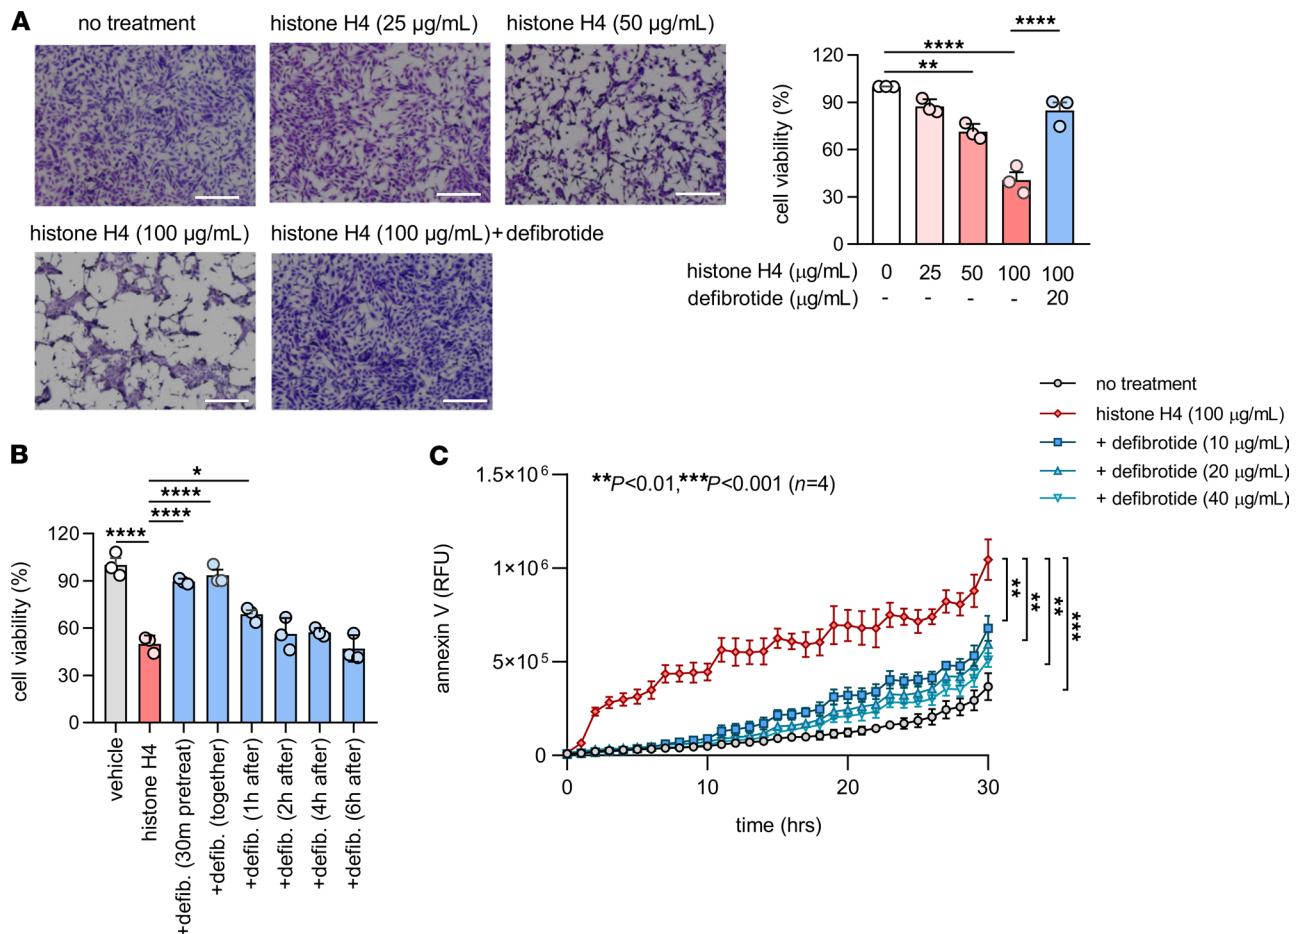 A
no treatment
histone H4 (25 µg/mL)
histone H4 (50 µg/mL)
histone H4 (100 µg/mL)
histone H4 (100 µg/mL)+defibrotide
****
****
**
120
90
60
30
0
cell viability (%)
histone H4 (µg/mL) 0 25 50 100 100
defibrotide (µg/mL) - - - - 20
B
*
****
****
****
120
90
60
30
0
cell viability (%)
vehicle
histone H4
+defib. (30m pretreat)
+defib. (together)
+defib. (1h after)
+defib. (2h after)
+defib. (4h after)
+defib. (6h after)
C
no treatment
histone H4 (100 µg/mL)
+ defibrotide (10 µg/mL)
+ defibrotide (20 µg/mL)
+ defibrotide (40 µg/mL)
**P<0.01,***P<0.001 (n=4)
1.5×10⁶
1×10⁶
5×10⁵
0
annexin V (RFU)
**
**
**
***
0 10 20 30
time (hrs)